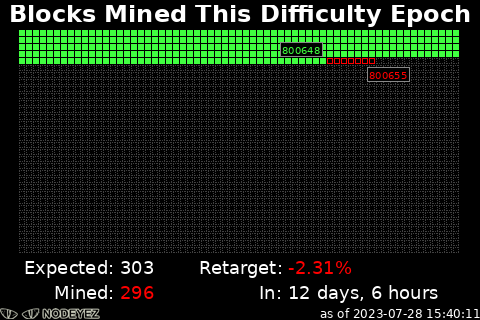 Blocks Mined This Difficulty Epoch
800648
800655
Expected: 303 Retarget: -2.31%
Mined: 296 In: 12 days, 6 hours
NODEYEZ as of 2023-07-28 15:40:11